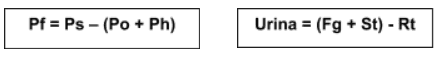 Pf = Ps – (Po + Ph)
Urina = (Fg + St) - Rt